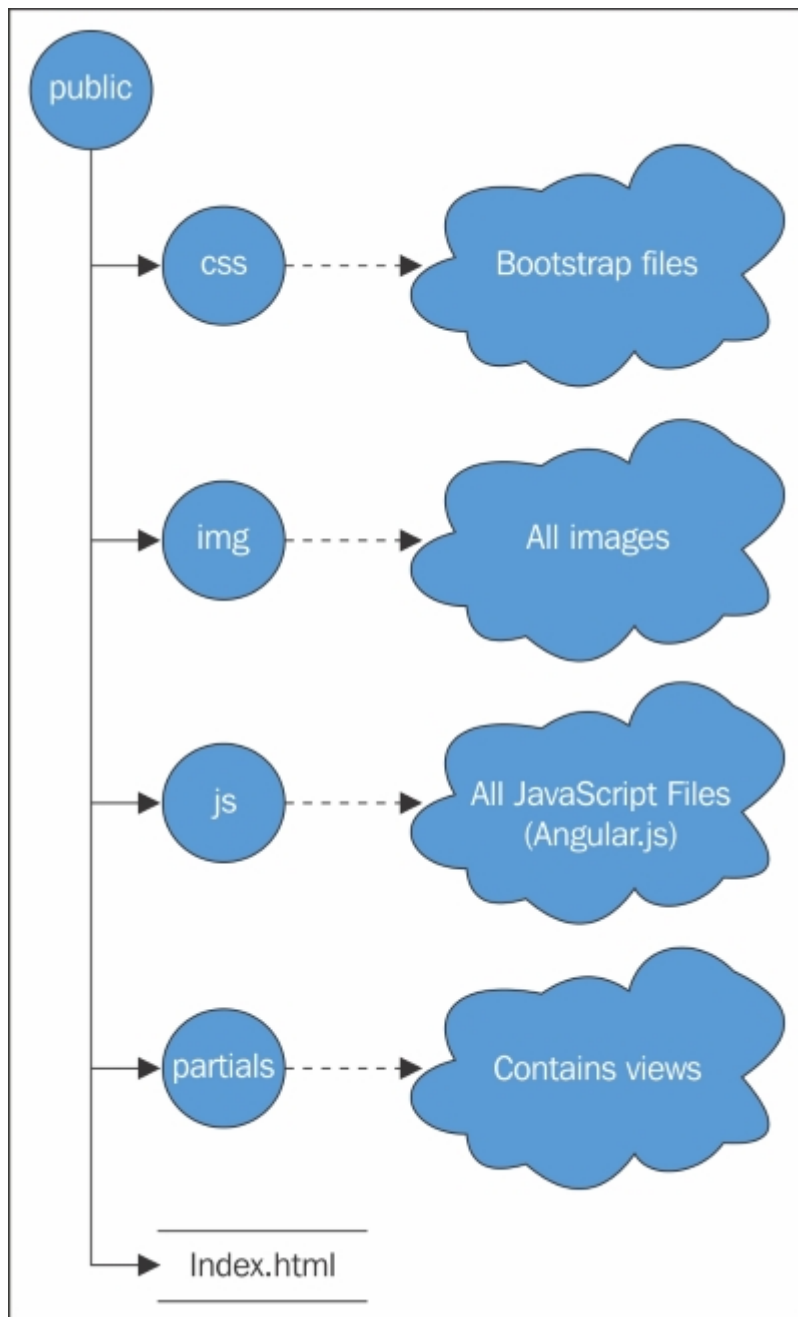 public
css
Bootstrap files
img
All images
js
All JavaScript Files
(Angular.js)
partials
Contains views
Index.html